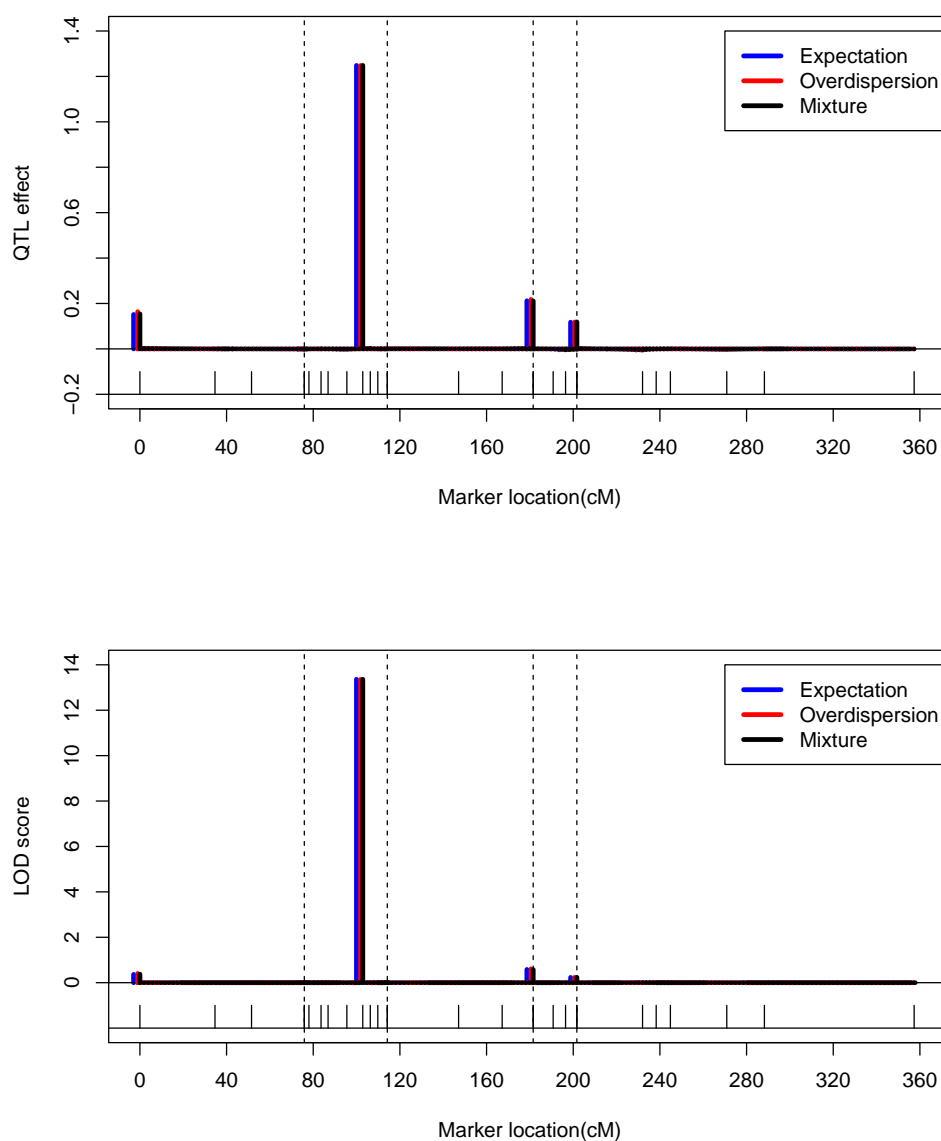 1.4
1.0
0.6
0.2
−0.2
QTL effect
Expectation
Overdispersion
Mixture
0 40 80 120 160 200 240 280 320 360
Marker location(cM)
14
12
10
8
6
4
2
0
LOD score
Expectation
Overdispersion
Mixture
0 40 80 120 160 200 240 280 320 360
Marker location(cM)